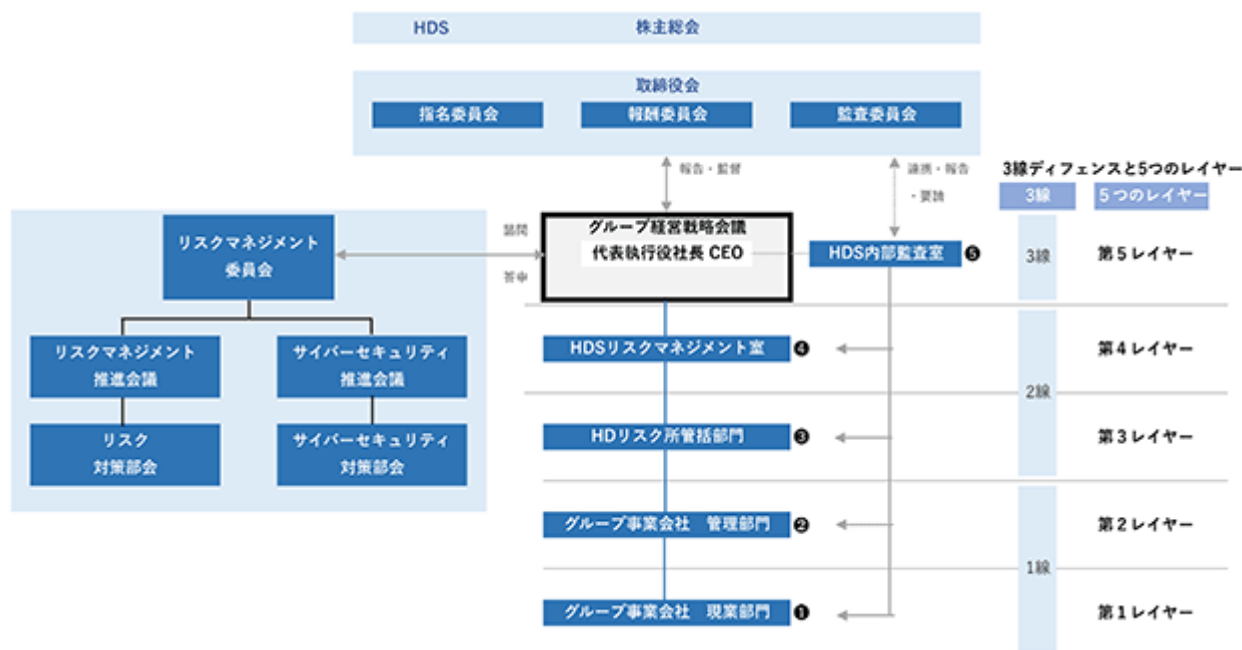 HDS 株主総会
取締役会
指名委員会 報酬委員会 監査委員会
報告・監督
連携・報告
・要請
3線ディフェンスと5つのレイヤー
3線 5つのレイヤー
リスクマネジメント
委員会
諮問
答申
グループ経営戦略会議
代表執行役社長 CEO
HDS内部監査室 ❺
3線 第5レイヤー
リスクマネジメント
推進会議
サイバーセキュリティ
推進会議
リスク
対策部会
サイバーセキュリティ
対策部会
HDSリスクマネジメント室 ❹
第4レイヤー
2線
HDリスク所管括部門 ❸
第3レイヤー
グループ事業会社 管理部門 ❷
第2レイヤー
1線
グループ事業会社 現業部門 ❶
第1レイヤー